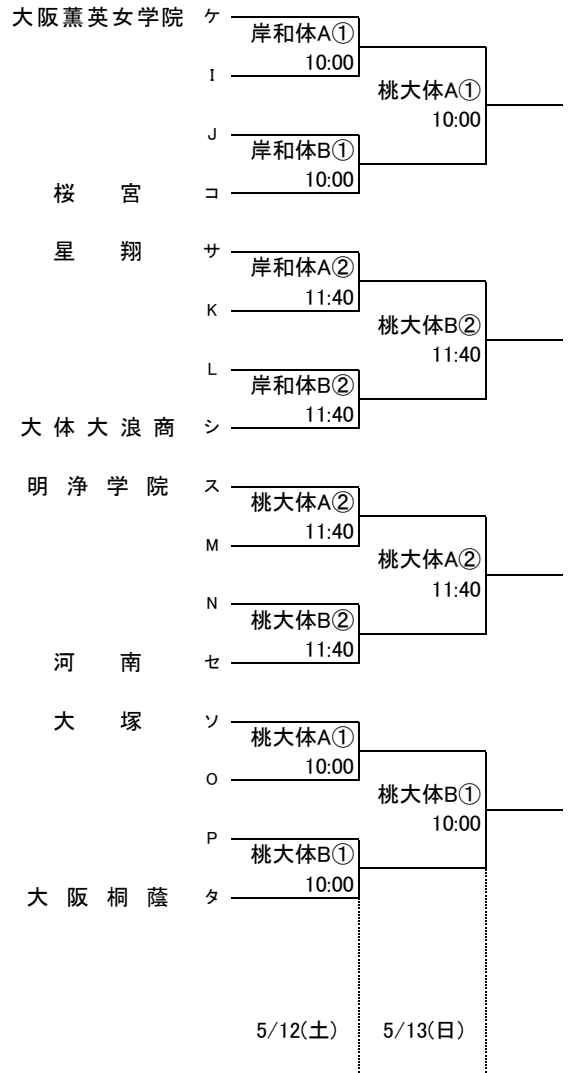 大阪薫英女学院 ケ
岸和体A①
10:00
I
桃大体A①
10:00
J
岸和体B①
10:00
桜宮 コ
星翔 サ
岸和体A②
11:40
K
桃大体B②
11:40
L
岸和体B②
11:40
大体大浪商 シ
明浄学院 ス
桃大体A②
11:40
M
桃大体A②
11:40
N
桃大体B②
11:40
河南 セ
大塚 ソ
桃大体A①
10:00
O
桃大体B①
10:00
P
桃大体B①
10:00
大阪桐蔭 タ
5/12(土) 5/13(日)